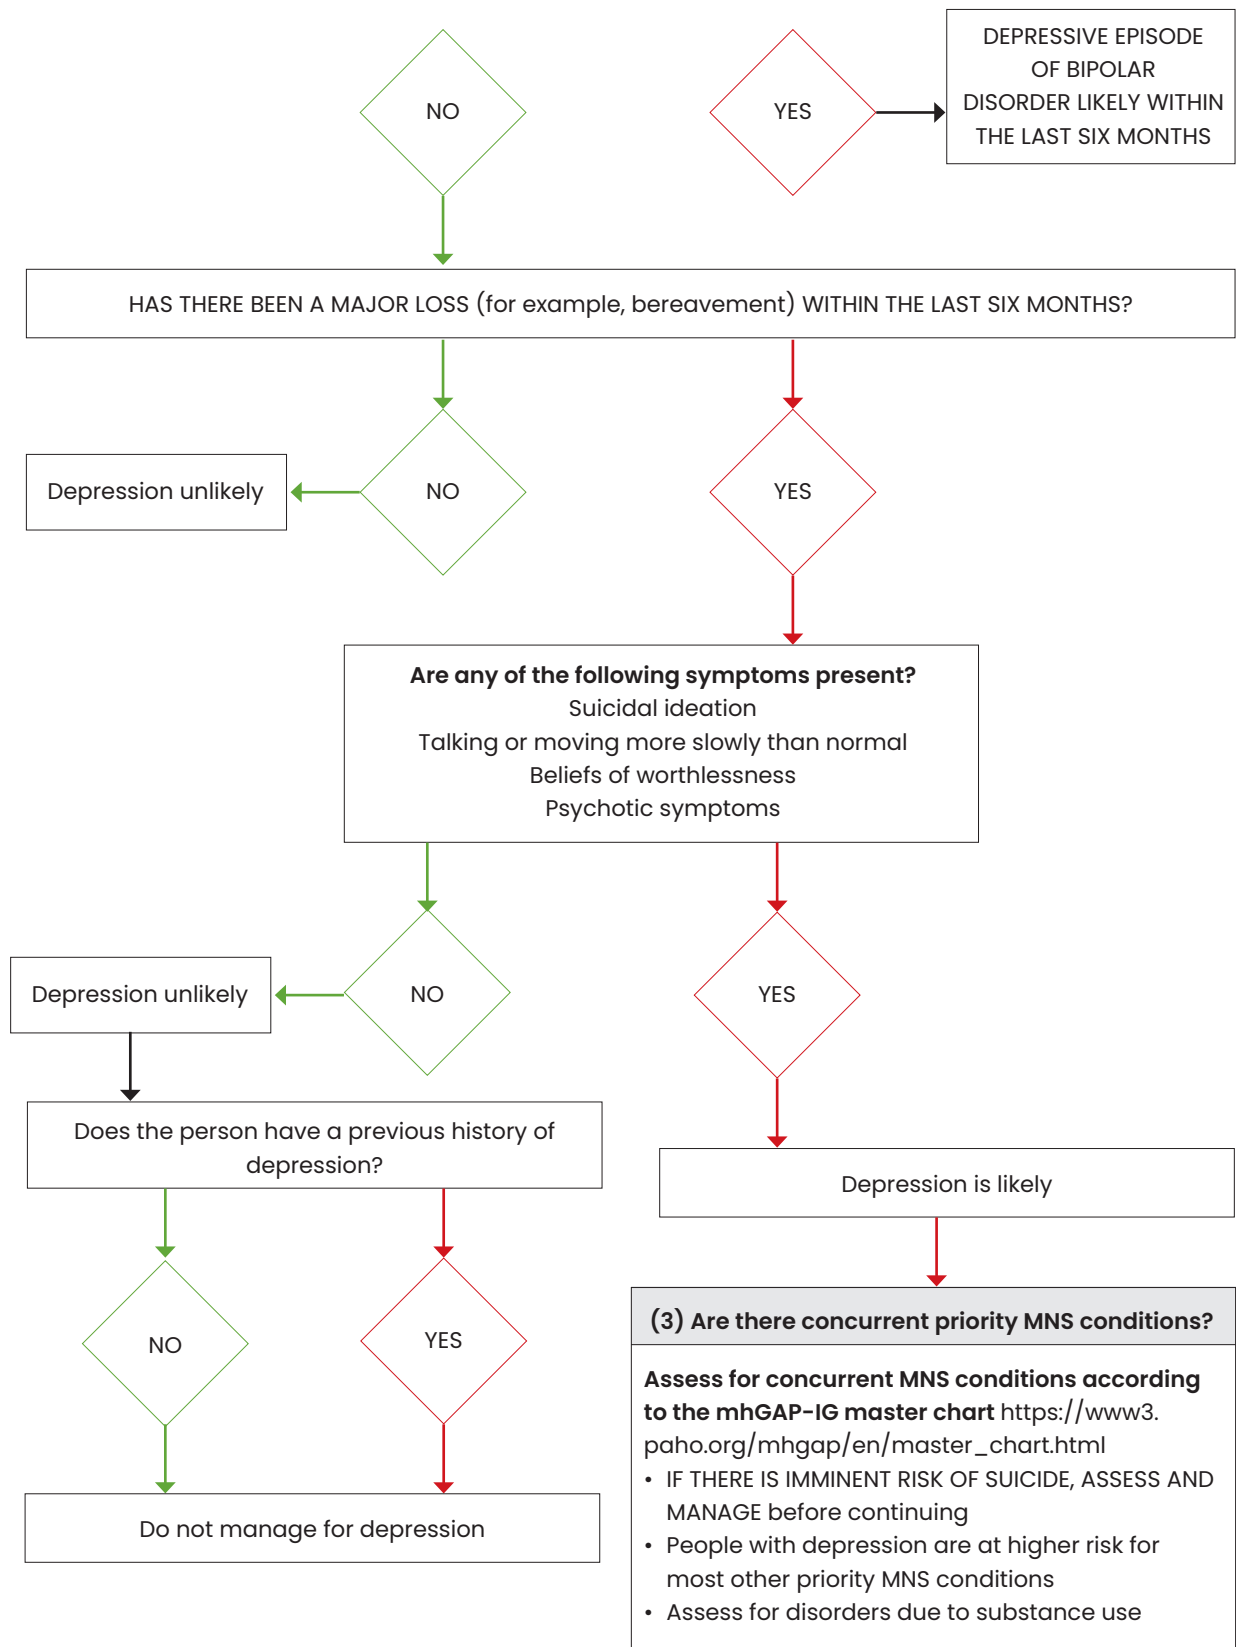 NO
YES
DEPRESSIVE EPISODE
OF BIPOLAR
DISORDER LIKELY WITHIN
THE LAST SIX MONTHS
HAS THERE BEEN A MAJOR LOSS (for example, bereavement) WITHIN THE LAST SIX MONTHS?
Depression unlikely
NO
YES
Are any of the following symptoms present?
Suicidal ideation
Talking or moving more slowly than normal
Beliefs of worthlessness
Psychotic symptoms
Depression unlikely
NO
YES
Does the person have a previous history of
depression?
Depression is likely
NO
YES
Do not manage for depression
(3) Are there concurrent priority MNS conditions?
Assess for concurrent MNS conditions according
to the mhGAP-IG master chart https://www3.
paho.org/mhgap/en/master_chart.html
• IF THERE IS IMMINENT RISK OF SUICIDE, ASSESS AND
MANAGE before continuing
• People with depression are at higher risk for
most other priority MNS conditions
• Assess for disorders due to substance use